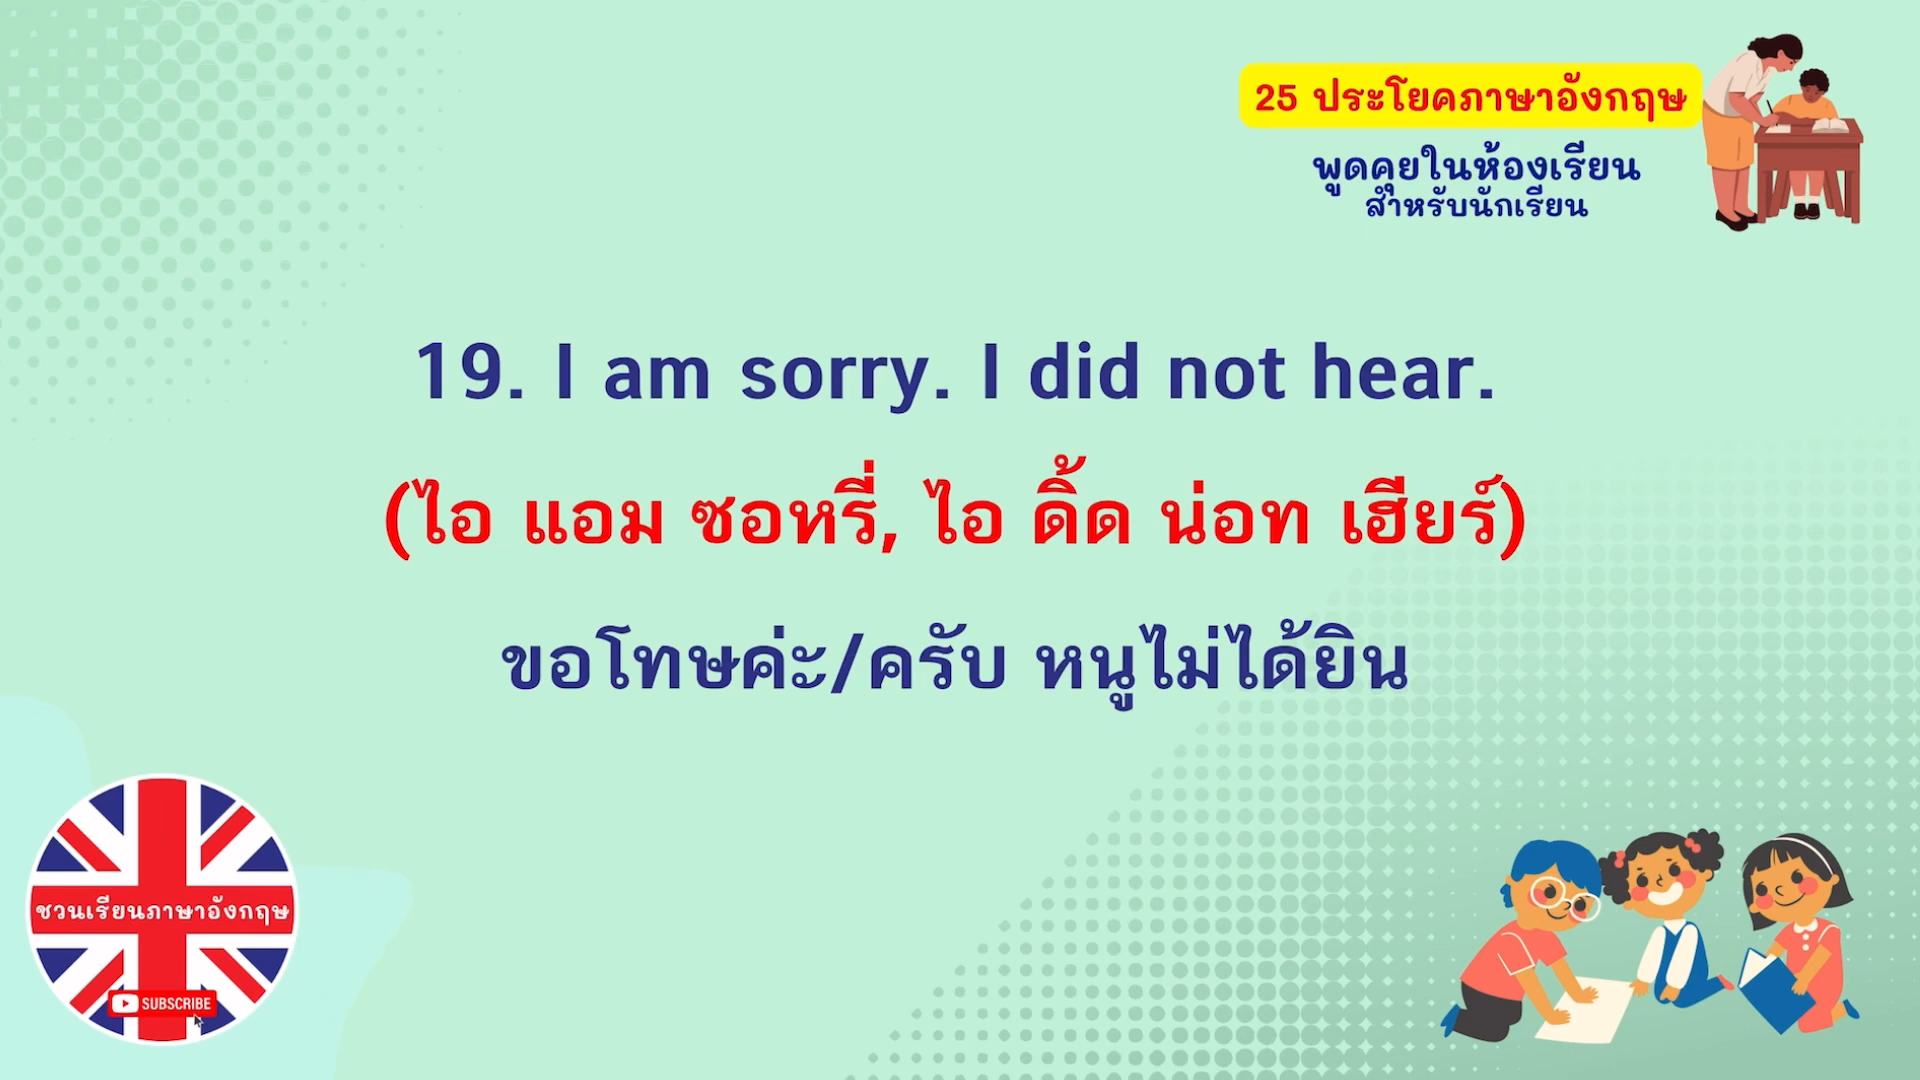 25 ประโยคภาษาอังกฤษ
พูดคุยในห้องเรียน
สำหรับนักเรียน
19. I am sorry. I did not hear.
(ไอ แอม ซอหรี่, ไอ ดิ้ด น่อท เฮียร์)
ขอโทษค่ะ/ครับ หนูไม่ได้ยิน
ชวนเรียนภาษาอังกฤษ
SUBSCRIBE